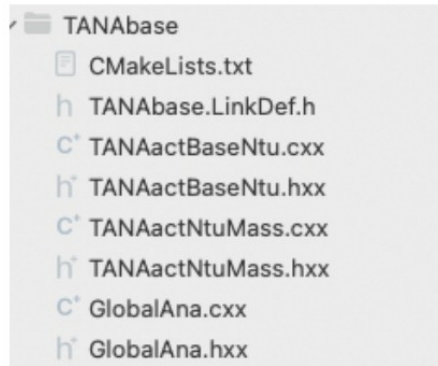 TANAbase
CMakeLists.txt
TANAbase.LinkDef.h
TANAactBaseNtu.cxx
TANAactBaseNtu.hxx
TANAactNtuMass.cxx
TANAactNtuMass.hxx
GlobalAna.cxx
GlobalAna.hxx